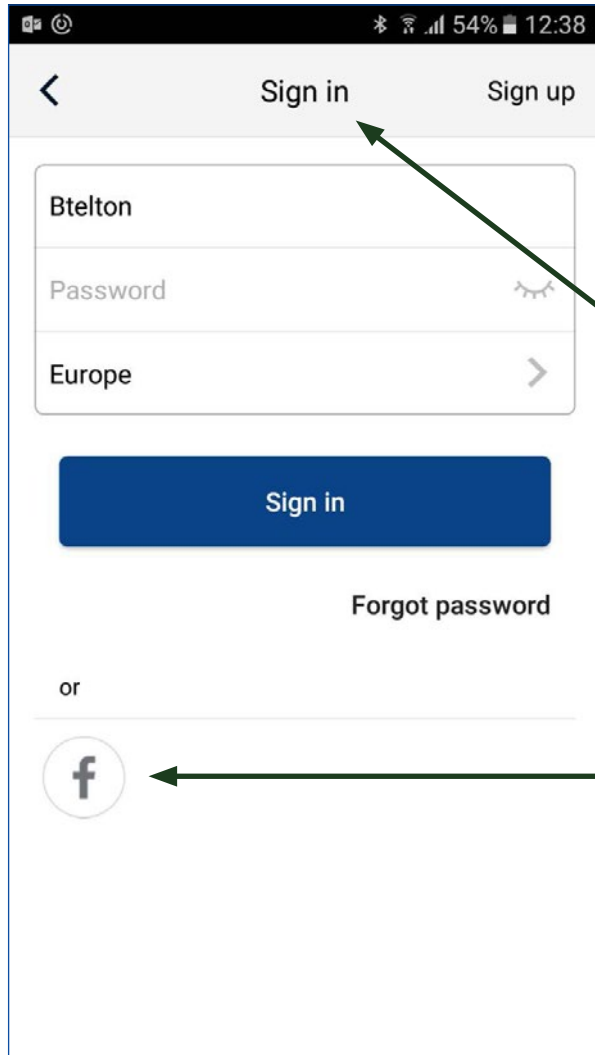 54% 12:38
Sign in Sign up
Btelton
Password
Europe
Sign in
Forgot password
or
f